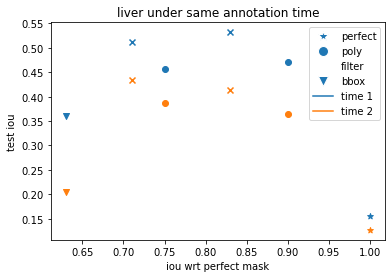 liver under same annotation time
0.55
0.50
0.45
0.40
0.35
0.30
0.25
0.20
0.15
test iou
perfect
poly
filter
bbox
time 1
time 2
0.65 0.70 0.75 0.80 0.85 0.90 0.95 1.00
iou wrt perfect mask